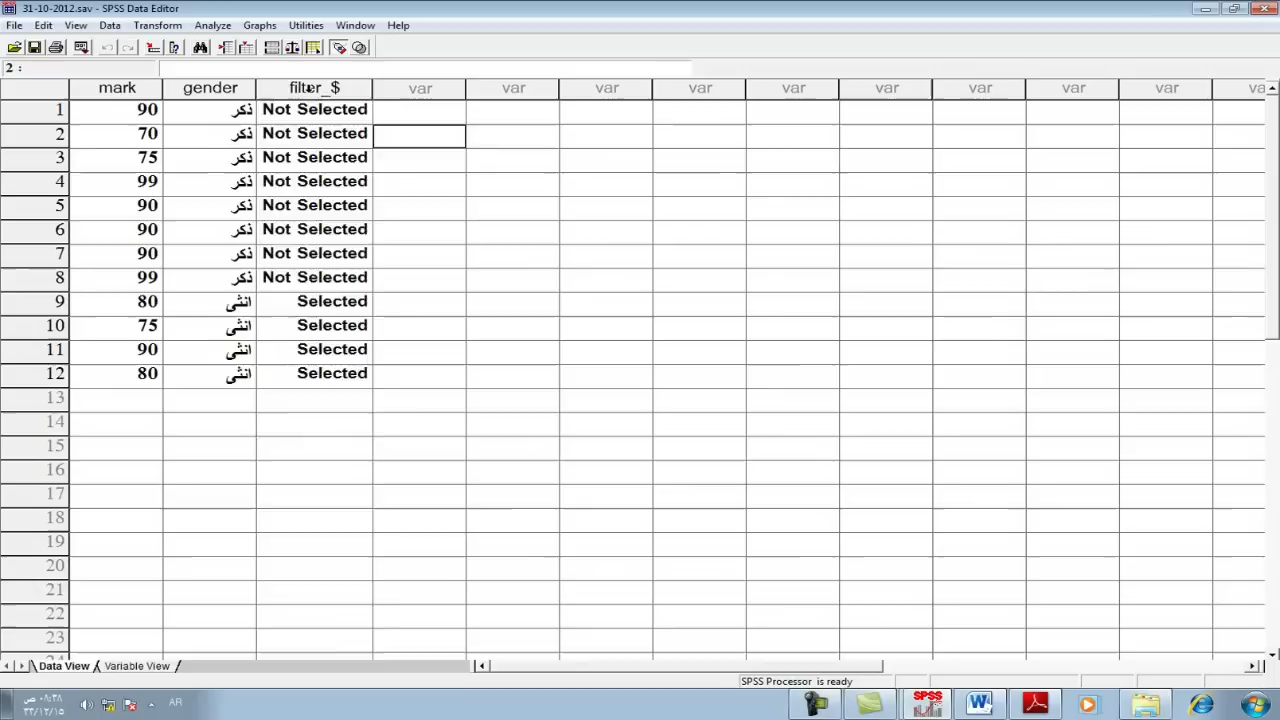 31-10-2012.sav - SPSS Data Editor
File Edit View Data Transform Analyze Graphs Utilities Window Help
2 :
mark gender filter_$ var var var var var var var var var
1 90 ذكر Not Selected
2 70 ذكر Not Selected
3 75 ذكر Not Selected
4 99 ذكر Not Selected
5 90 ذكر Not Selected
6 90 ذكر Not Selected
7 90 ذكر Not Selected
8 99 ذكر Not Selected
9 80 انثى Selected
10 75 انثى Selected
11 90 انثى Selected
12 80 انثى Selected
13
14
15
16
17
18
19
20
21
22
23
Data View Variable View
SPSS Processor is ready
AR
SPSS
٠٨:٣٨ ص
٣٣/١٢/١٥